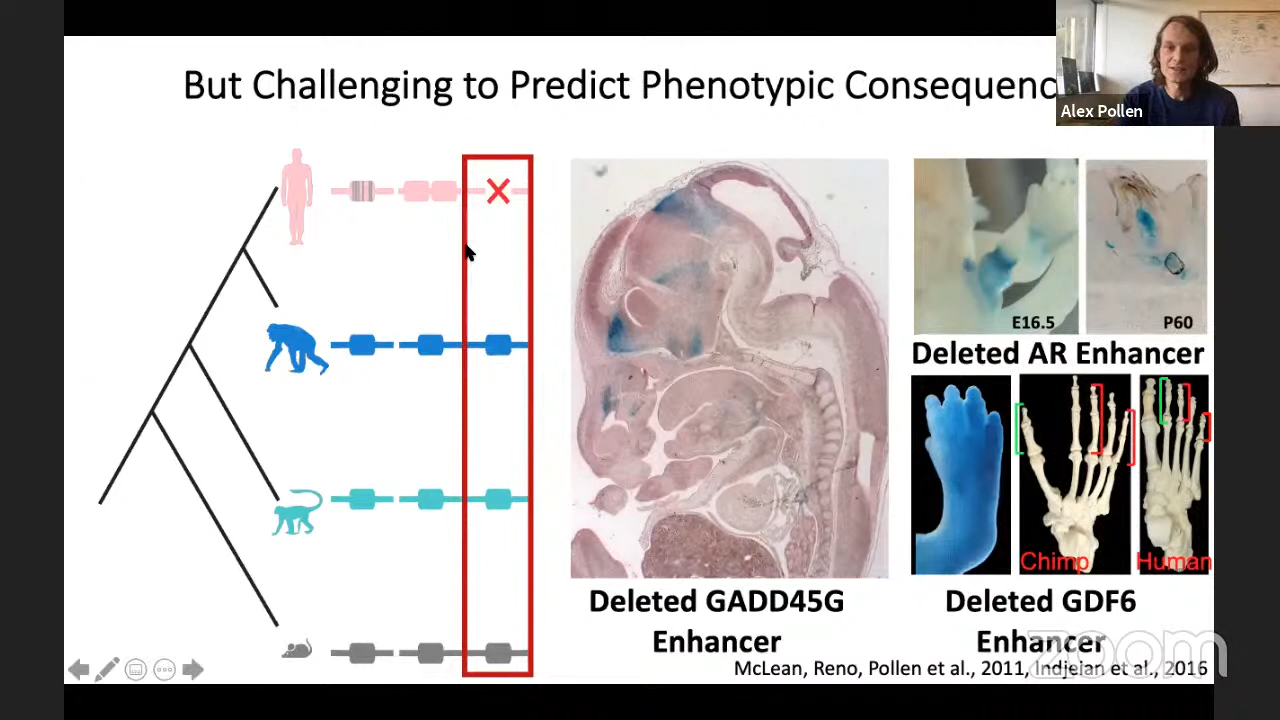 But Challenging to Predict Phenotypic Consequenc
Alex Pollen
E16.5
P60
Deleted AR Enhancer
Chimp
Human
Deleted GADD45G
Enhancer
Deleted GDF6
Enhancer
zoom
McLean, Reno, Pollen et al., 2011, Indjeian et al., 2016